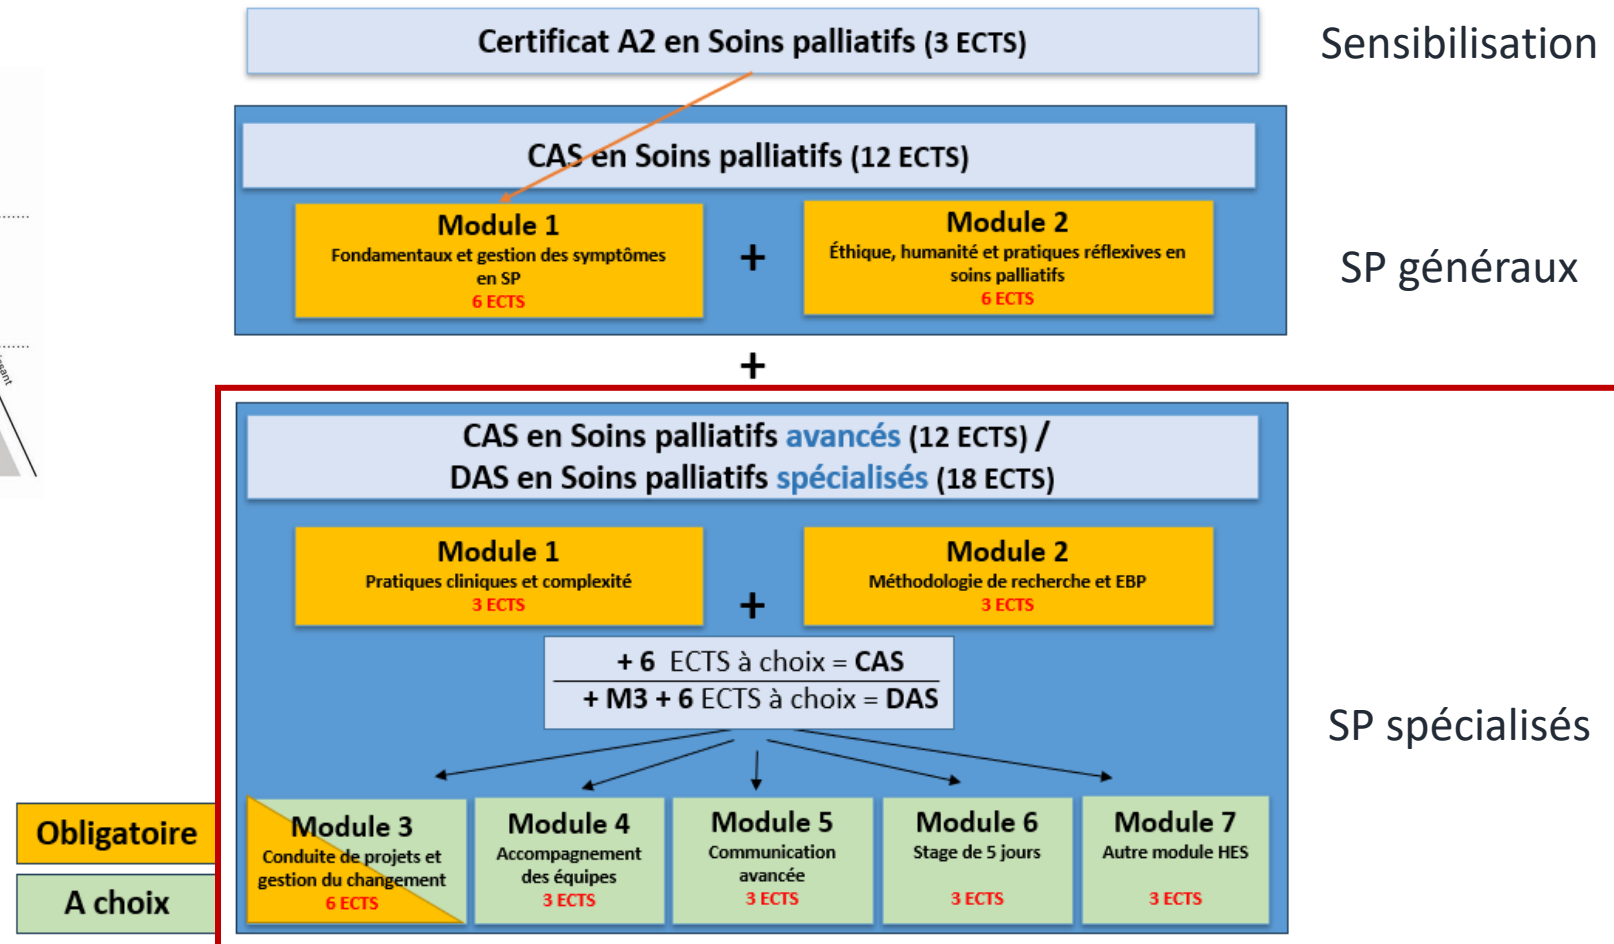 Certificat A2 en Soins palliatifs (3 ECTS)
Sensibilisation
CAS en Soins palliatifs (12 ECTS)
Module 1
Fondamentaux et gestion des symptômes
en SP
6 ECTS
+
Module 2
Éthique, humanité et pratiques réflexives en
soins palliatifs
6 ECTS
SP généraux
+
CAS en Soins palliatifs avancés (12 ECTS) /
DAS en Soins palliatifs spécialisés (18 ECTS)
Module 1
Pratiques cliniques et complexité
3 ECTS
+
Module 2
Méthodologie de recherche et EBP
3 ECTS
+ 6 ECTS à choix = CAS
+ M3 + 6 ECTS à choix = DAS
SP spécialisés
Module 3
Conduite de projets et
gestion du changement
6 ECTS
Module 4
Accompagnement
des équipes
3 ECTS
Module 5
Communication
avancée
3 ECTS
Module 6
Stage de 5 jours
3 ECTS
Module 7
Autre module HES
3 ECTS
Obligatoire
A choix